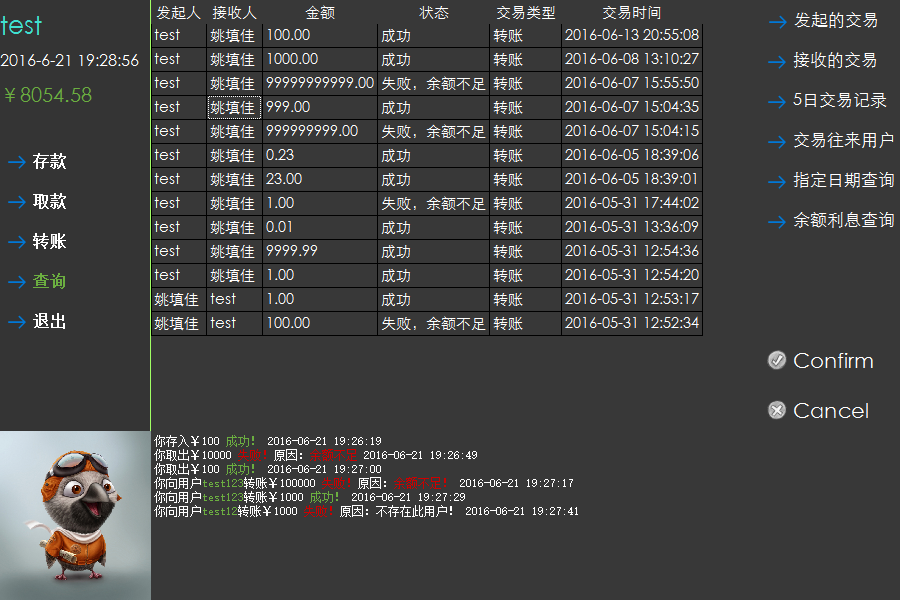 test
2016-6-21 19:28:56
￥8054.58
存款
取款
转账
查询
退出
发起人 接收人 金额 状态 交易类型 交易时间
test 姚填佳 100.00 成功 转账 2016-06-13 20:55:08
test 姚填佳 1000.00 成功 转账 2016-06-08 13:10:27
test 姚填佳 99999999999.00 失败，余额不足 转账 2016-06-07 15:55:50
test 姚填佳 999.00 成功 转账 2016-06-07 15:04:35
test 姚填佳 999999999.00 失败，余额不足 转账 2016-06-07 15:04:15
test 姚填佳 0.23 成功 转账 2016-06-05 18:39:06
test 姚填佳 23.00 成功 转账 2016-06-05 18:39:01
test 姚填佳 1.00 失败，余额不足 转账 2016-05-31 17:44:02
test 姚填佳 0.01 成功 转账 2016-05-31 13:36:09
test 姚填佳 9999.99 成功 转账 2016-05-31 12:54:36
test 姚填佳 1.00 成功 转账 2016-05-31 12:54:20
姚填佳 test 1.00 成功 转账 2016-05-31 12:53:17
姚填佳 test 100.00 失败，余额不足 转账 2016-05-31 12:52:34
发起的交易
接收的交易
5日交易记录
交易往来用户
指定日期查询
余额利息查询
Confirm
Cancel
你存入￥100 成功！ 2016-06-21 19:26:19
你取出￥10000 失败！原因：余额不足 2016-06-21 19:26:49
你取出￥100 成功！ 2016-06-21 19:27:00
你向用户test123转账￥100000 失败！原因：余额不足！ 2016-06-21 19:27:17
你向用户test123转账￥1000 成功！ 2016-06-21 19:27:29
你向用户test12转账￥1000 失败！原因：不存在此用户！ 2016-06-21 19:27:41